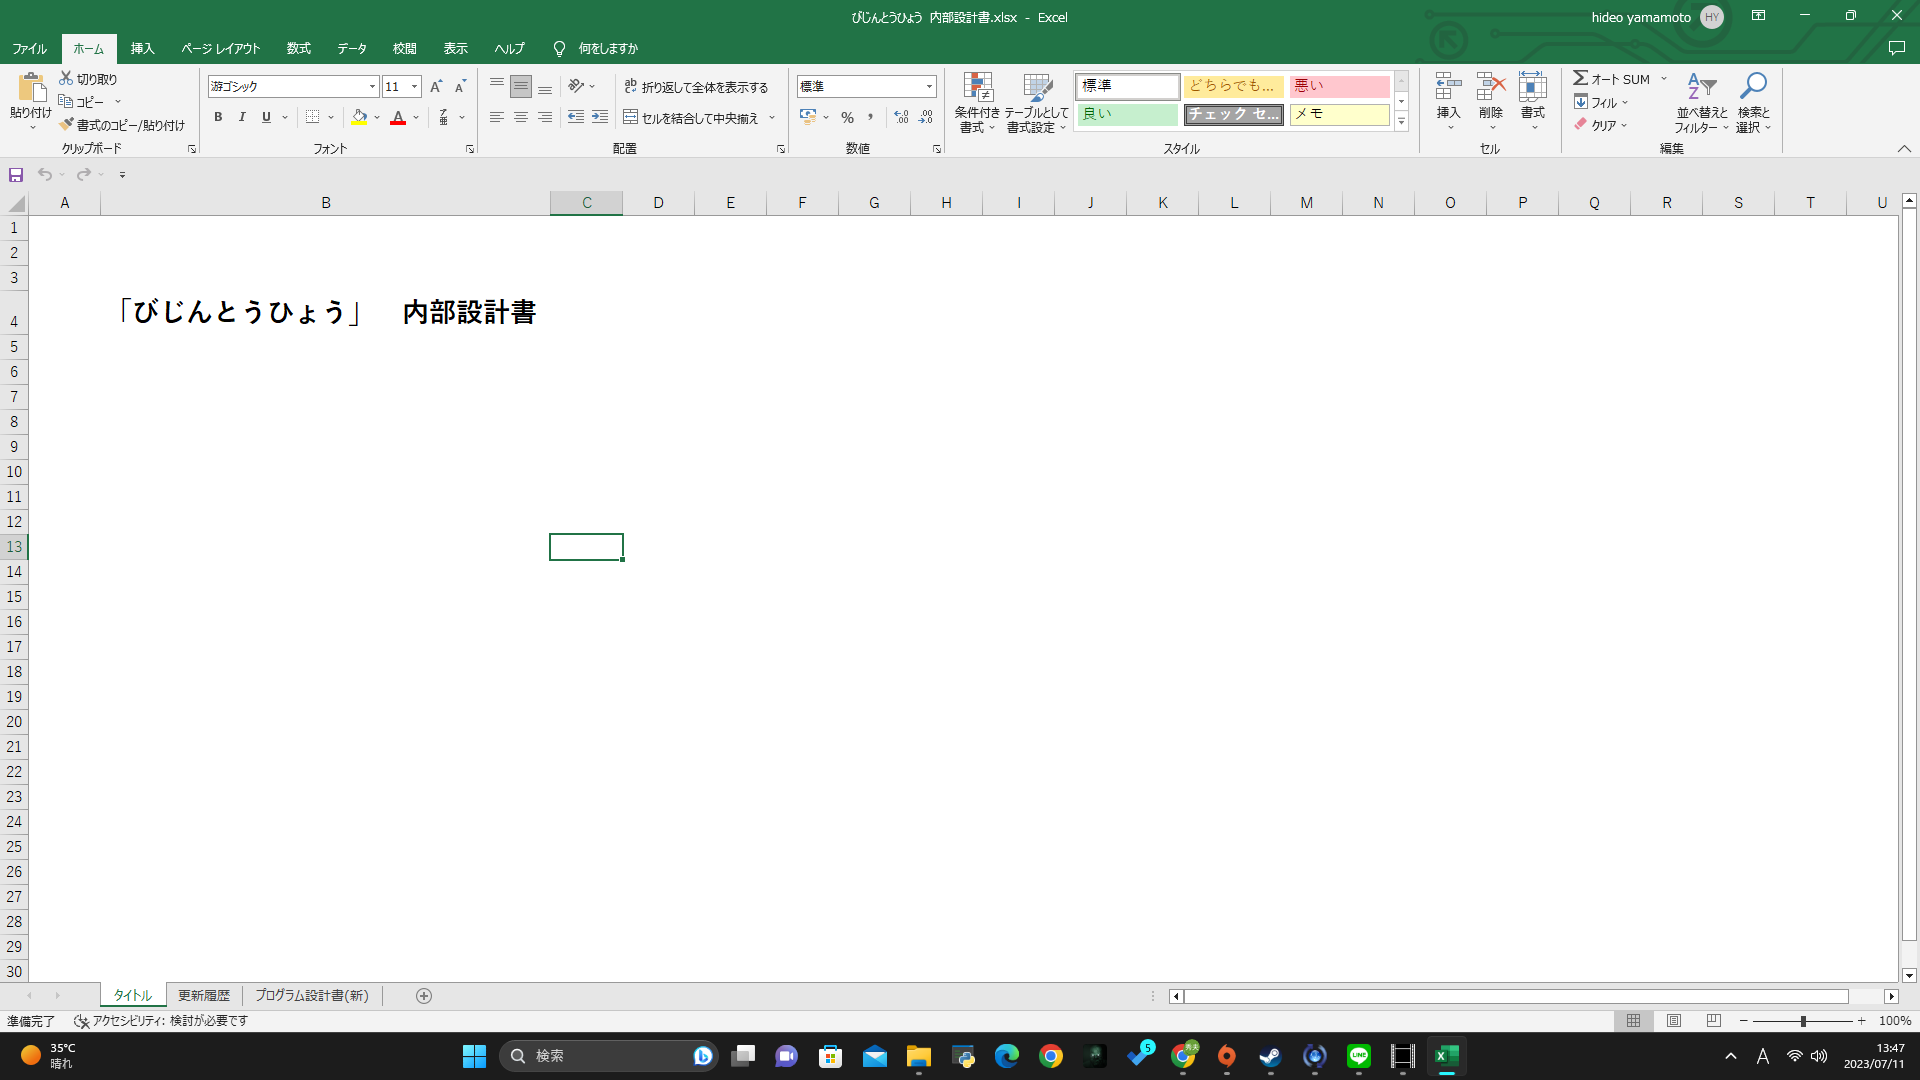 びじんとうひょう 内部設計書.xlsx - Excel
hideo yamamoto HY
ファイル ホーム 挿入 ページ レイアウト 数式 データ 校閲 表示 ヘルプ 何をしますか
貼り付け
切り取り
コピー
書式のコピー/貼り付け
クリップボード
游ゴシック 11
B I U
フォント
折り返して全体を表示する
セルを結合して中央揃え
配置
標準
% ,
数値
条件付き書式
テーブルとして書式設定
標準 どちらでも... 悪い
良い チェック セ... メモ
スタイル
挿入 削除 書式
セル
オート SUM
フィル
クリア
並べ替えとフィルター
検索と選択
編集
A B C D E F G H I J K L M N O P Q R S T U
1
2
3
4 「びじんとうひょう」 内部設計書
5
6
7
8
9
10
11
12
13
14
15
16
17
18
19
20
21
22
23
24
25
26
27
28
29
30
タイトル 更新履歴 プログラム設計書(新)
準備完了 アクセシビリティ: 検討が必要です 100%
35°C
晴れ
検索
5
LINE
A
13:47
2023/07/11